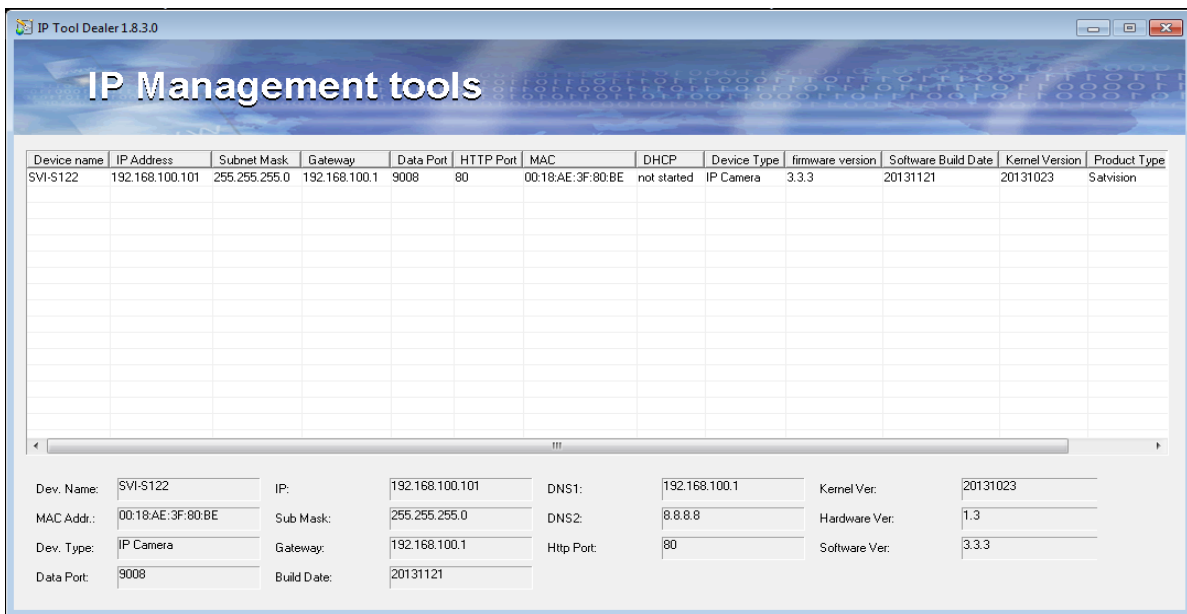 IP Tool Dealer 1.8.3.0
IP Management tools
Device name IP Address Subnet Mask Gateway Data Port HTTP Port MAC DHCP Device Type firmware version Software Build Date Kernel Version Product Type
SVI-S122 192.168.100.101 255.255.255.0 192.168.100.1 9008 80 00:18:AE:3F:80:BE not started IP Camera 3.3.3 20131121 20131023 Satvision
Dev. Name: SVI-S122 IP: 192.168.100.101 DNS1: 192.168.100.1 Kernel Ver: 20131023
MAC Addr.: 00:18:AE:3F:80:BE Sub Mask: 255.255.255.0 DNS2: 8.8.8.8 Hardware Ver: 1.3
Dev. Type: IP Camera Gateway: 192.168.100.1 Http Port: 80 Software Ver: 3.3.3
Data Port: 9008 Build Date: 20131121